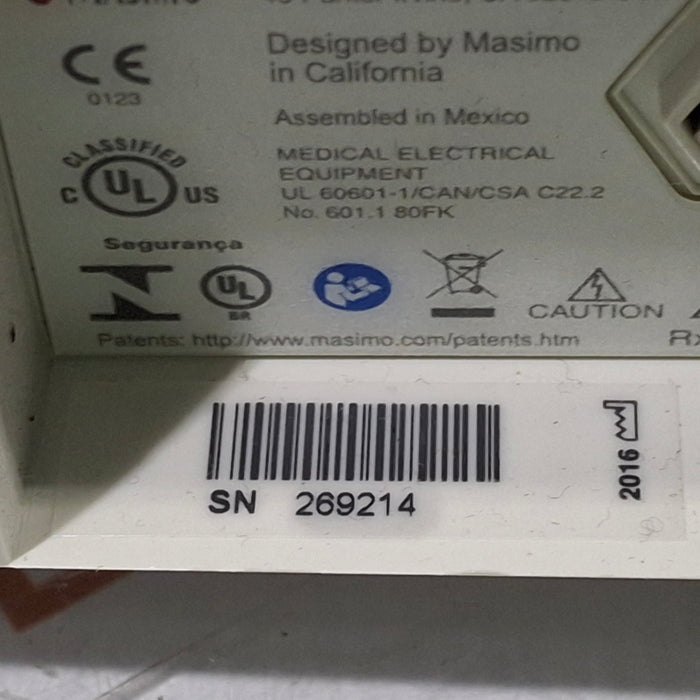 CE
0123
Designed by Masimo
in California
Assembled in Mexico
CLASSIFIED
C UL US
MEDICAL ELECTRICAL
EQUIPMENT
UL 60601-1/CAN/CSA C22.2
No. 601.1 80FK
Segurança
UL
BR
CAUTION
Patents: http://www.masimo.com/patents.htm
SN 269214
2016